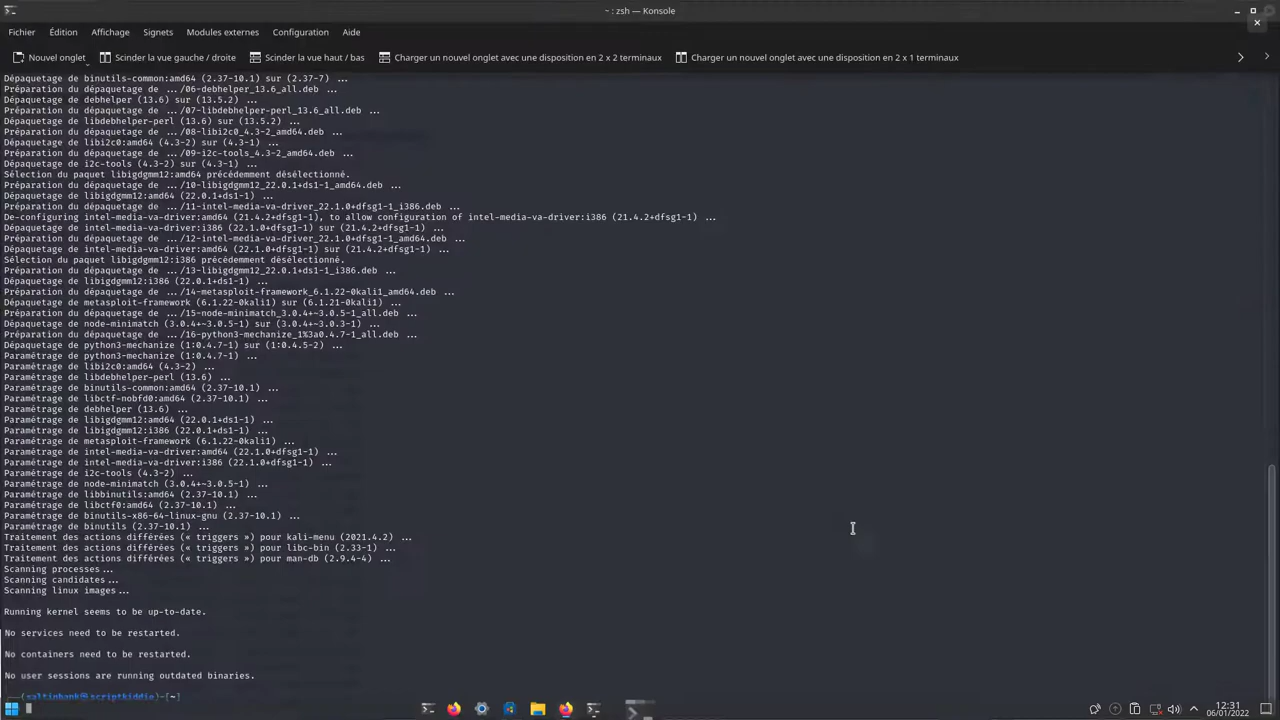 ~ : zsh — Konsole
Fichier Édition Affichage Signets Modules externes Configuration Aide
Nouvel onglet Scinder la vue gauche / droite Scinder la vue haut / bas Charger un nouvel onglet avec une disposition en 2 x 2 terminaux Charger un nouvel onglet avec une disposition en 2 x 1 terminaux
Dépaquetage de binutils-common:amd64 (2.37-10.1) sur (2.37-7) ...
Préparation du dépaquetage de .../06-debhelper_13.6_all.deb ...
Dépaquetage de debhelper (13.6) sur (13.5.2) ...
Préparation du dépaquetage de .../07-libdebhelper-perl_13.6_all.deb ...
Dépaquetage de libdebhelper-perl (13.6) sur (13.5.2) ...
Préparation du dépaquetage de .../08-libi2c0_4.3-2_amd64.deb ...
Dépaquetage de libi2c0:amd64 (4.3-2) sur (4.3-1) ...
Préparation du dépaquetage de .../09-i2c-tools_4.3-2_amd64.deb ...
Dépaquetage de i2c-tools (4.3-2) sur (4.3-1) ...
Sélection du paquet libigdgmm12:amd64 précédemment désélectionné.
Préparation du dépaquetage de .../10-libigdgmm12_22.0.1+ds1-1_amd64.deb ...
Dépaquetage de libigdgmm12:amd64 (22.0.1+ds1-1) ...
Préparation du dépaquetage de .../11-intel-media-va-driver_22.1.0+dfsg1-1_i386.deb ...
De-configuring intel-media-va-driver:amd64 (21.4.2+dfsg1-1), to allow configuration of intel-media-va-driver:i386 (21.4.2+dfsg1-1) ...
Dépaquetage de intel-media-va-driver:i386 (22.1.0+dfsg1-1) sur (21.4.2+dfsg1-1) ...
Préparation du dépaquetage de .../12-intel-media-va-driver_22.1.0+dfsg1-1_amd64.deb ...
Dépaquetage de intel-media-va-driver:amd64 (22.1.0+dfsg1-1) sur (21.4.2+dfsg1-1) ...
Sélection du paquet libigdgmm12:i386 précédemment désélectionné.
Préparation du dépaquetage de .../13-libigdgmm12_22.0.1+ds1-1_i386.deb ...
Dépaquetage de libigdgmm12:i386 (22.0.1+ds1-1) ...
Préparation du dépaquetage de .../14-metasploit-framework_6.1.22-0kali1_amd64.deb ...
Dépaquetage de metasploit-framework (6.1.22-0kali1) sur (6.1.21-0kali1) ...
Préparation du dépaquetage de .../15-node-minimatch_3.0.4+~3.0.5-1_all.deb ...
Dépaquetage de node-minimatch (3.0.4+~3.0.5-1) sur (3.0.4+~3.0.3-1) ...
Préparation du dépaquetage de .../16-python3-mechanize_1%3a0.4.7-1_all.deb ...
Dépaquetage de python3-mechanize (1:0.4.7-1) sur (1:0.4.5-2) ...
Paramétrage de python3-mechanize (1:0.4.7-1) ...
Paramétrage de libi2c0:amd64 (4.3-2) ...
Paramétrage de libdebhelper-perl (13.6) ...
Paramétrage de binutils-common:amd64 (2.37-10.1) ...
Paramétrage de libctf-nobfd0:amd64 (2.37-10.1) ...
Paramétrage de debhelper (13.6) ...
Paramétrage de libigdgmm12:amd64 (22.0.1+ds1-1) ...
Paramétrage de libigdgmm12:i386 (22.0.1+ds1-1) ...
Paramétrage de metasploit-framework (6.1.22-0kali1) ...
Paramétrage de intel-media-va-driver:amd64 (22.1.0+dfsg1-1) ...
Paramétrage de intel-media-va-driver:i386 (22.1.0+dfsg1-1) ...
Paramétrage de i2c-tools (4.3-2) ...
Paramétrage de node-minimatch (3.0.4+~3.0.5-1) ...
Paramétrage de libbinutils:amd64 (2.37-10.1) ...
Paramétrage de libctf0:amd64 (2.37-10.1) ...
Paramétrage de binutils-x86-64-linux-gnu (2.37-10.1) ...
Paramétrage de binutils (2.37-10.1) ...
Traitement des actions différées (« triggers ») pour kali-menu (2021.4.2) ...
Traitement des actions différées (« triggers ») pour libc-bin (2.33-1) ...
Traitement des actions différées (« triggers ») pour man-db (2.9.4-4) ...
Scanning processes...
Scanning candidates...
Scanning linux images...
Running kernel seems to be up-to-date.
No services need to be restarted.
No containers need to be restarted.
No user sessions are running outdated binaries.
(saltinbank㉿scriptkiddie)-[~]
12:31
06/01/2022